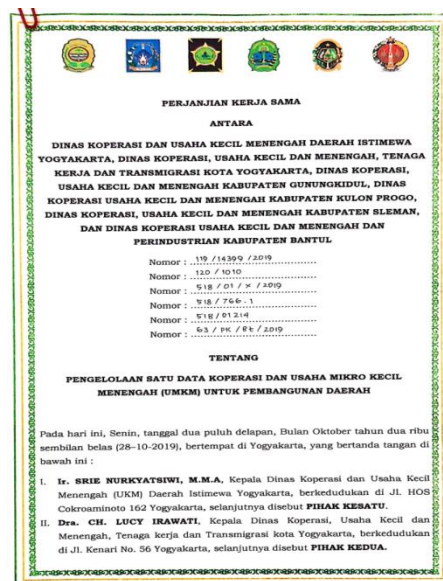 PERJANJIAN KERJA SAMA
ANTARA
DINAS KOPERASI DAN USAHA KECIL MENENGAH DAERAH ISTIMEWA
YOGYAKARTA, DINAS KOPERASI, USAHA KECIL DAN MENENGAH, TENAGA
KERJA DAN TRANSMIGRASI KOTA YOGYAKARTA, DINAS KOPERASI,
USAHA KECIL DAN MENENGAH KABUPATEN GUNUNGKIDUL, DINAS
KOPERASI USAHA KECIL DAN MENENGAH KABUPATEN KULON PROGO,
DINAS KOPERASI, USAHA KECIL DAN MENENGAH KABUPATEN SLEMAN,
DAN DINAS KOPERASI USAHA KECIL DAN MENENGAH DAN
PERINDUSTRIAN KABUPATEN BANTUL
Nomor : 119 /14399 /2019
Nomor : 120 / 1010
Nomor : 518 / 01 / X / 2019
Nomor : 518 / 766.1
Nomor : 518 / 01214
Nomor : 63 / PK / Bt / 2019
TENTANG
PENGELOLAAN SATU DATA KOPERASI DAN USAHA MIKRO KECIL
MENENGAH (UMKM) UNTUK PEMBANGUNAN DAERAH
Pada hari ini, Senin, tanggal dua puluh delapan, Bulan Oktober tahun dua ribu
sembilan belas (28–10-2019), bertempat di Yogyakarta, yang bertanda tangan di
bawah ini :
I. Ir. SRIE NURKYATSIWI, M.M.A, Kepala Dinas Koperasi dan Usaha Kecil
Menengah (UKM) Daerah Istimewa Yogyakarta, berkedudukan di Jl. HOS
Cokroaminoto 162 Yogyakarta, selanjutnya disebut PIHAK KESATU.
II. Dra. CH. LUCY IRAWATI, Kepala Dinas Koperasi, Usaha Kecil dan
Menengah, Tenaga kerja dan Transmigrasi kota Yogyakarta, berkedudukan
di Jl. Kenari No. 56 Yogyakarta, selanjutnya disebut PIHAK KEDUA.